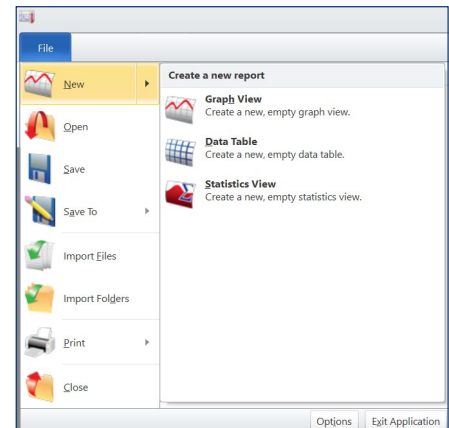 File
New
Create a new report
Graph View
Create a new, empty graph view.
Data Table
Create a new, empty data table.
Statistics View
Create a new, empty statistics view.
Open
Save
Save To
Import Files
Import Folders
Print
Close
Options
Exit Application